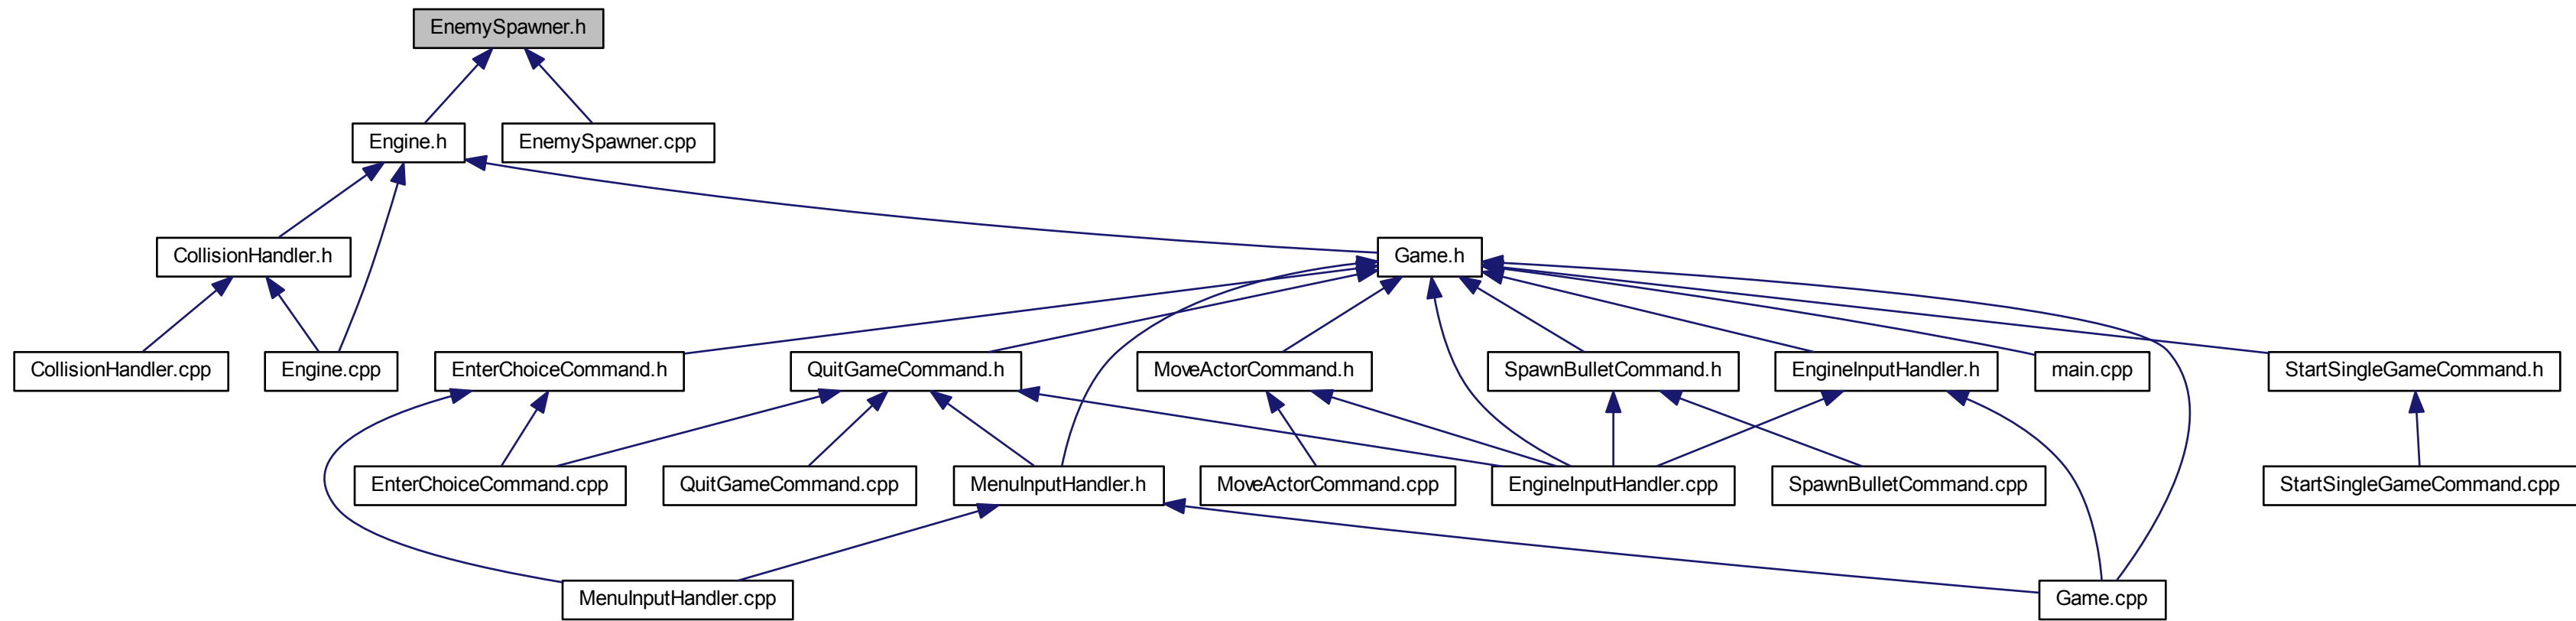 EnemySpawner.h
Engine.h
EnemySpawner.cpp
CollisionHandler.h
Game.h
CollisionHandler.cpp
Engine.cpp
EnterChoiceCommand.h
QuitGameCommand.h
MoveActorCommand.h
SpawnBulletCommand.h
EngineInputHandler.h
main.cpp
StartSingleGameCommand.h
EnterChoiceCommand.cpp
QuitGameCommand.cpp
MenuInputHandler.h
MoveActorCommand.cpp
EngineInputHandler.cpp
SpawnBulletCommand.cpp
StartSingleGameCommand.cpp
MenuInputHandler.cpp
Game.cpp